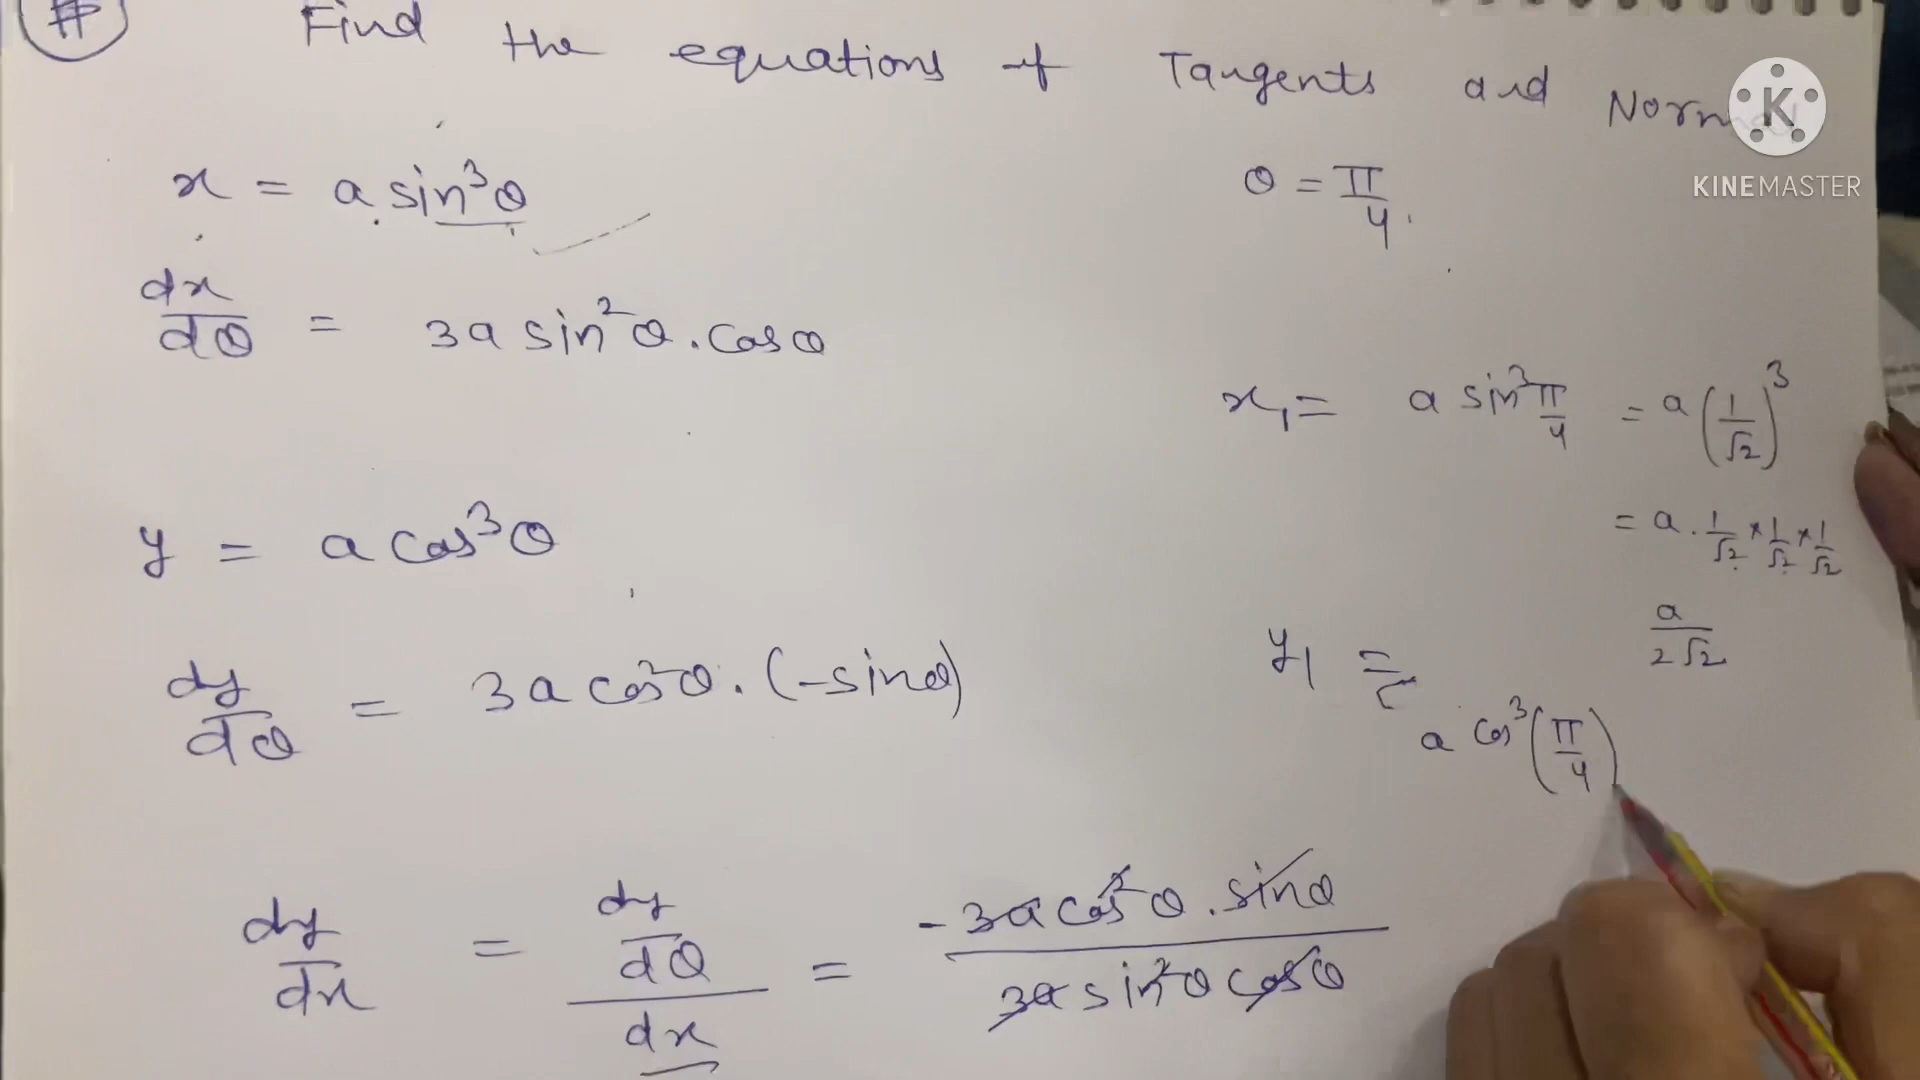 #
Find the equations of Tangents and Normal
KINEMASTER
x = a sin³θ
θ = π/4
dx/dθ = 3a sin²θ . cosθ
x₁ = a sin³ π/4 = a (1/√2)³
= a . 1/√2 × 1/√2 × 1/√2
a/2√2
y = a cos³θ
dy/dθ = 3a cos²θ . (-sinθ)
y₁ =
a cos³ (π/4)
dy/dx = dy/dθ / dx = -3a cos²θ . sinθ / 3a sin²θ cosθ